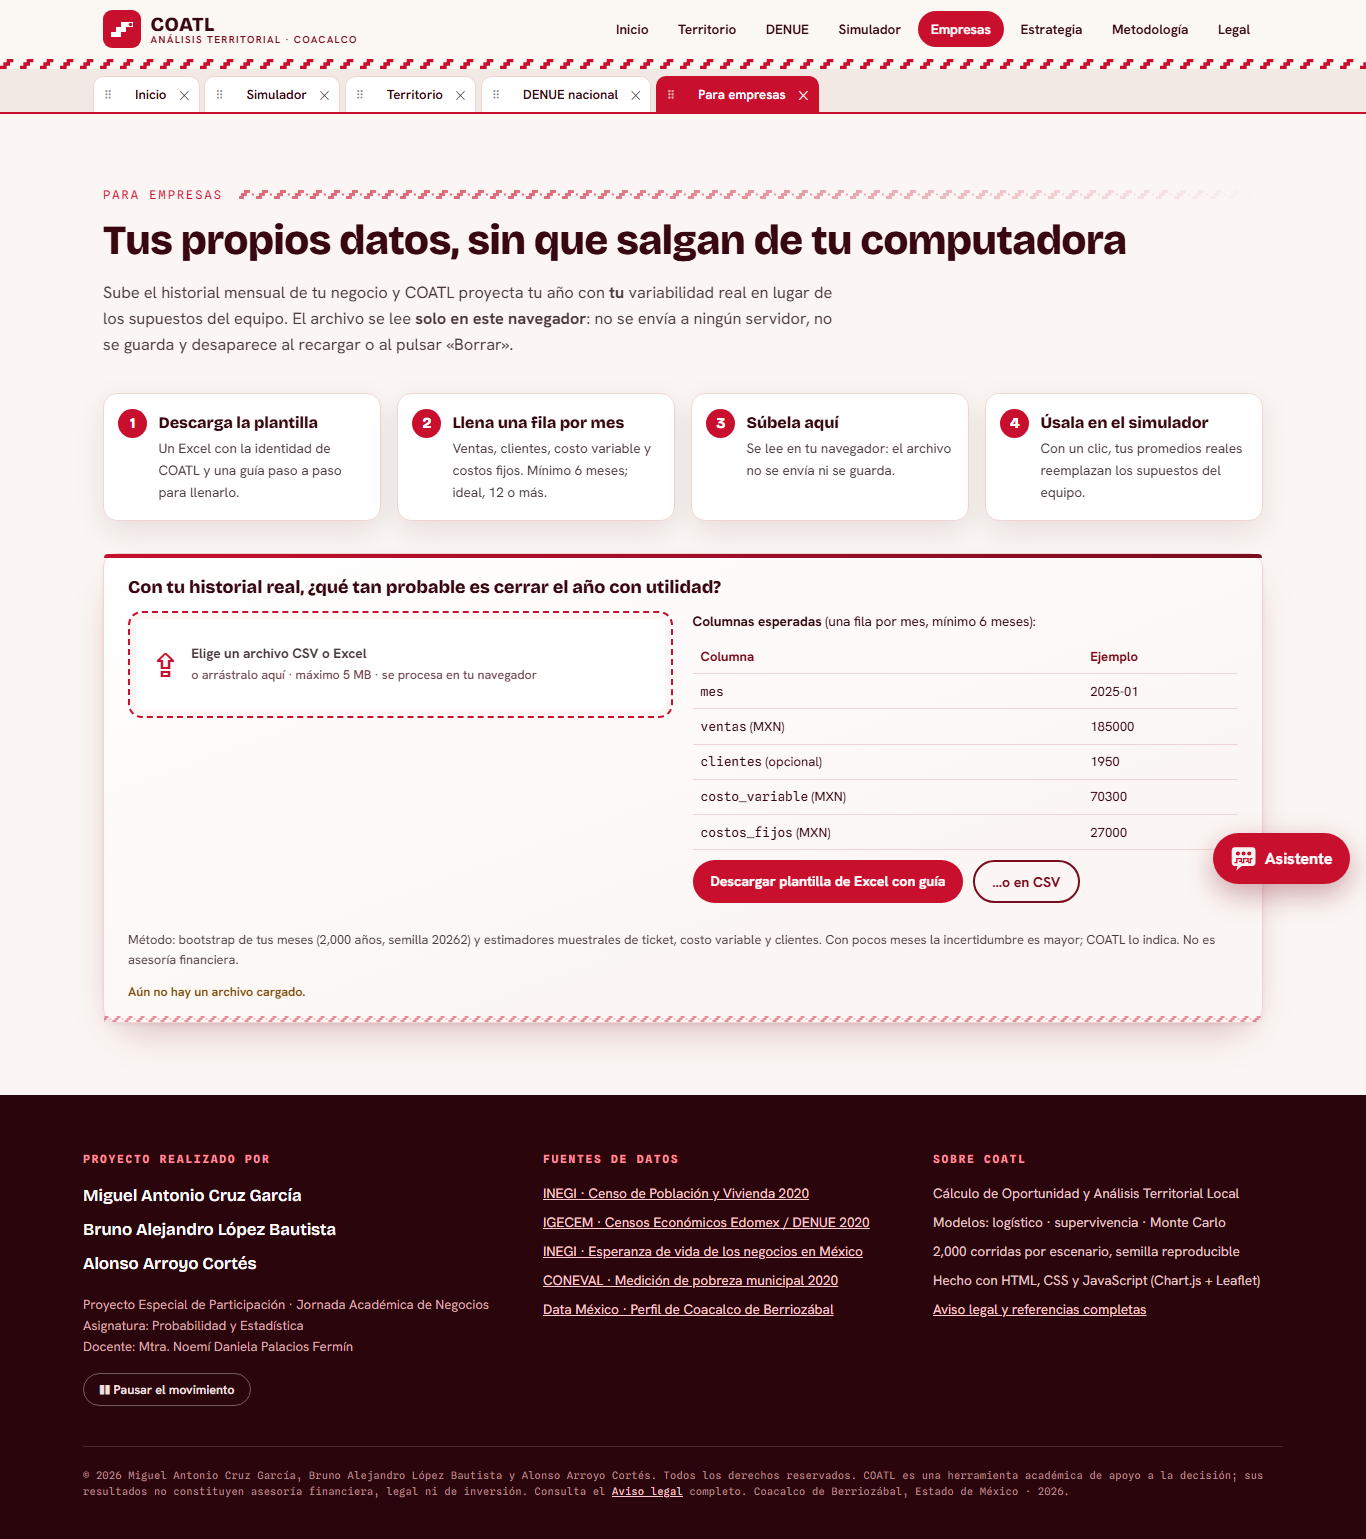 COATL
ANÁLISIS TERRITORIAL · COACALCO
Inicio
Territorio
DENUE
Simulador
Empresas
Estrategia
Metodología
Legal
Inicio
Simulador
Territorio
DENUE nacional
Para empresas
PARA EMPRESAS
Tus propios datos, sin que salgan de tu computadora
Sube el historial mensual de tu negocio y COATL proyecta tu año con tu variabilidad real en lugar de
los supuestos del equipo. El archivo se lee solo en este navegador: no se envía a ningún servidor, no
se guarda y desaparece al recargar o al pulsar «Borrar».
1
Descarga la plantilla
Un Excel con la identidad de
COATL y una guía paso a paso
para llenarlo.
2
Llena una fila por mes
Ventas, clientes, costo variable y
costos fijos. Mínimo 6 meses;
ideal, 12 o más.
3
Súbela aquí
Se lee en tu navegador: el archivo
no se envía ni se guarda.
4
Úsala en el simulador
Con un clic, tus promedios reales
reemplazan los supuestos del
equipo.
Con tu historial real, ¿qué tan probable es cerrar el año con utilidad?
Elige un archivo CSV o Excel
o arrástralo aquí · máximo 5 MB · se procesa en tu navegador
Columnas esperadas (una fila por mes, mínimo 6 meses):
Columna Ejemplo
mes 2025-01
ventas (MXN) 185000
clientes (opcional) 1950
costo_variable (MXN) 70300
costos_fijos (MXN) 27000
Descargar plantilla de Excel con guía
...o en CSV
Asistente
Método: bootstrap de tus meses (2,000 años, semilla 20262) y estimadores muestrales de ticket, costo variable y clientes. Con pocos meses la incertidumbre es mayor; COATL lo indica. No es
asesoría financiera.
Aún no hay un archivo cargado.
PROYECTO REALIZADO POR
Miguel Antonio Cruz García
Bruno Alejandro López Bautista
Alonso Arroyo Cortés
Proyecto Especial de Participación · Jornada Académica de Negocios
Asignatura: Probabilidad y Estadística
Docente: Mtra. Noemí Daniela Palacios Fermín
Pausar el movimiento
FUENTES DE DATOS
INEGI · Censo de Población y Vivienda 2020
IGECEM · Censos Económicos Edomex / DENUE 2020
INEGI · Esperanza de vida de los negocios en México
CONEVAL · Medición de pobreza municipal 2020
Data México · Perfil de Coacalco de Berriozábal
SOBRE COATL
Cálculo de Oportunidad y Análisis Territorial Local
Modelos: logístico · supervivencia · Monte Carlo
2,000 corridas por escenario, semilla reproducible
Hecho con HTML, CSS y JavaScript (Chart.js + Leaflet)
Aviso legal y referencias completas
© 2026 Miguel Antonio Cruz García, Bruno Alejandro López Bautista y Alonso Arroyo Cortés. Todos los derechos reservados. COATL es una herramienta académica de apoyo a la decisión; sus
resultados no constituyen asesoría financiera, legal ni de inversión. Consulta el Aviso legal completo. Coacalco de Berriozábal, Estado de México · 2026.